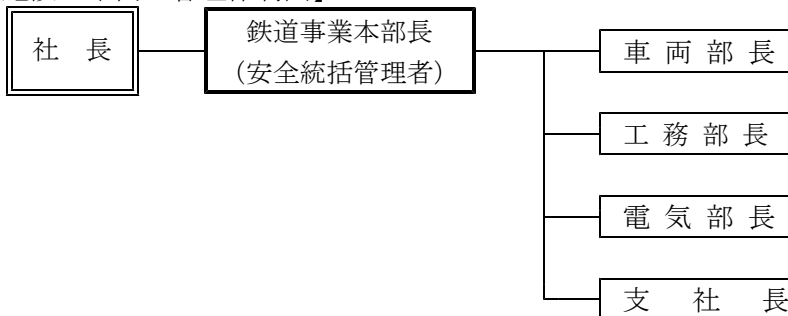 社 長
鉄道事業本部長
(安全統括管理者)
車 両 部 長
工 務 部 長
電 気 部 長
支 社 長